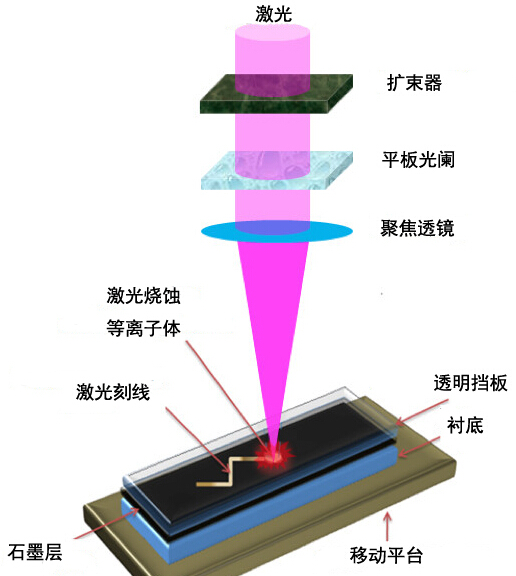 激光
扩束器
平板光阑
聚焦透镜
激光烧蚀
等离子体
激光刻线
透明挡板
衬底
石墨层
移动平台